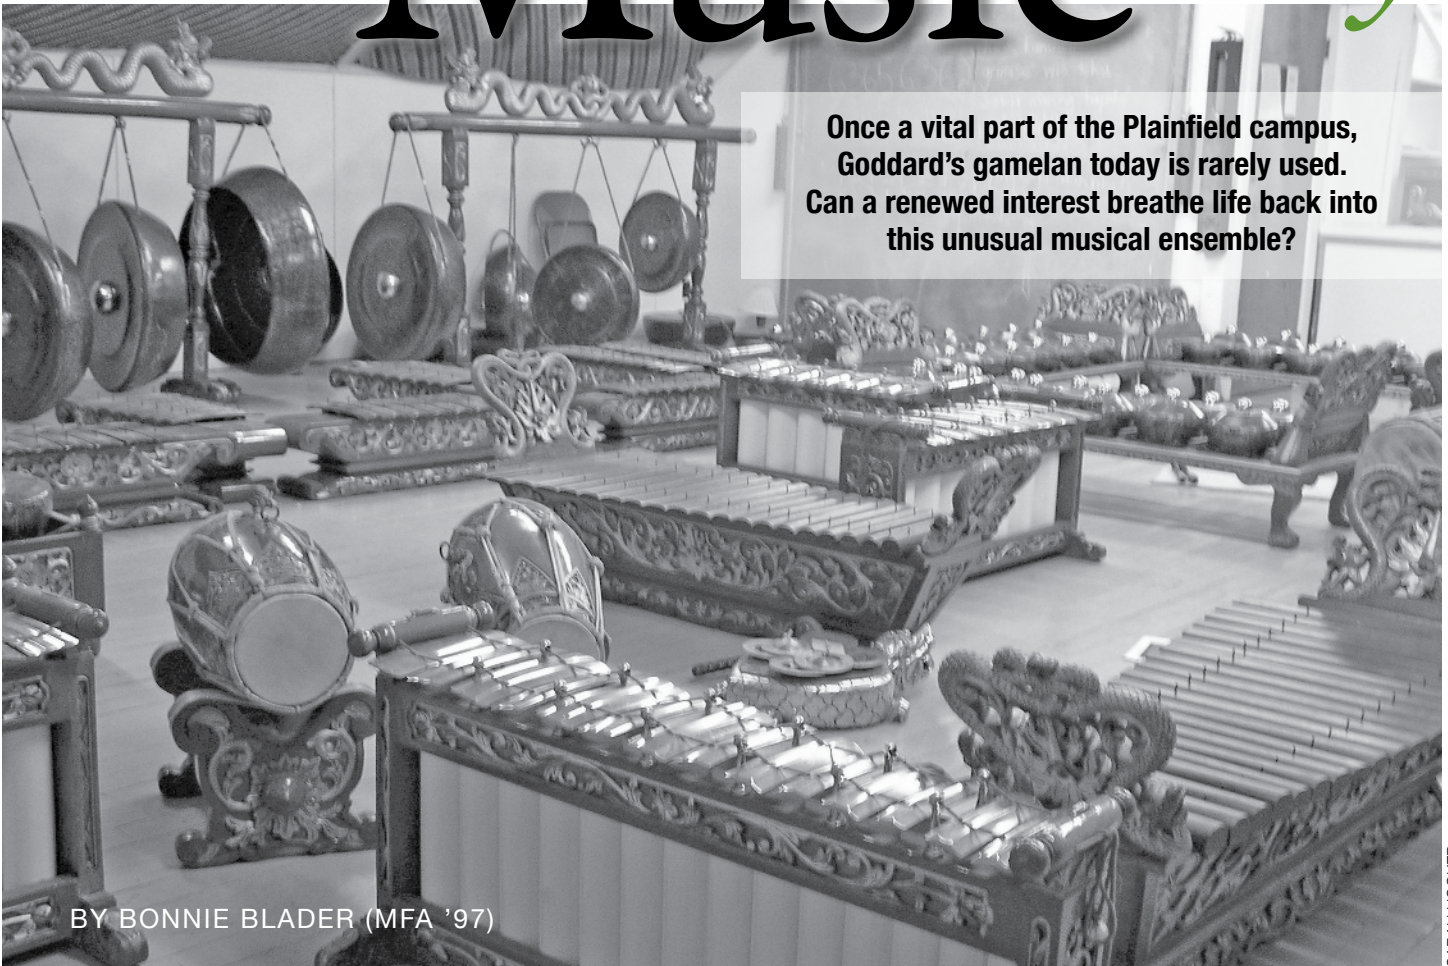 Music
Once a vital part of the Plainfield campus,
Goddard's gamelan today is rarely used.
Can a renewed interest breathe life back into
this unusual musical ensemble?
BY BONNIE BLADER (MFA ’97)